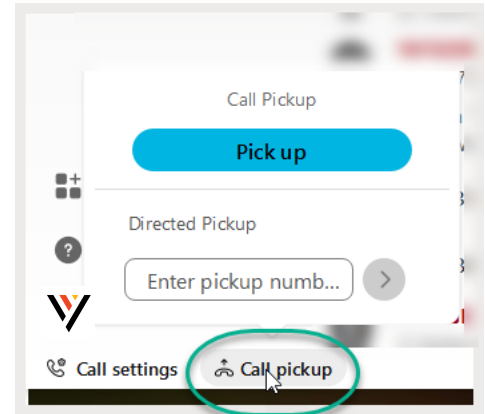 Call Pickup
Pick up
Directed Pickup
Enter pickup numb...
Call settings
Call pickup